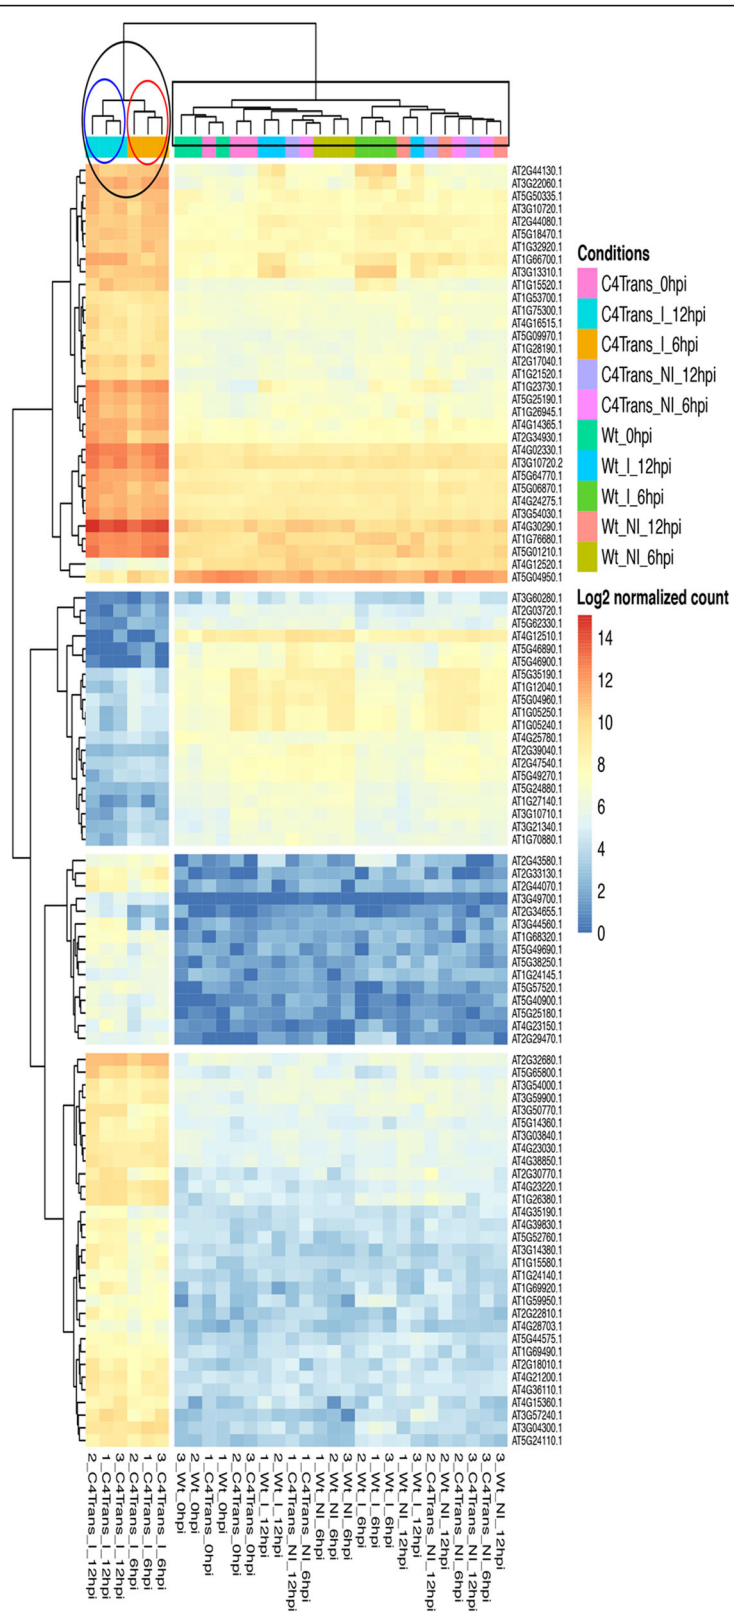 AT2G44130.1
AT3G22060.1
AT5G50335.1
AT3G10720.1
AT2G44080.1
AT5G18470.1
AT1G32920.1
AT1G66700.1
AT3G13310.1
AT1G15520.1
AT1G53700.1
AT1G75300.1
AT4G16515.1
AT5G09970.1
AT1G28190.1
AT2G17040.1
AT1G21520.1
AT1G23730.1
AT5G25190.1
AT1G26945.1
AT4G14365.1
AT2G34930.1
AT4G02330.1
AT3G10720.2
AT5G64770.1
AT5G06870.1
AT4G24275.1
AT3G54030.1
AT4G30290.1
AT1G76680.1
AT5G01210.1
AT4G12520.1
AT5G04950.1
AT3G60280.1
AT2G03720.1
AT5G62330.1
AT4G12510.1
AT5G46890.1
AT5G46900.1
AT5G35190.1
AT1G12040.1
AT5G04960.1
AT1G05250.1
AT1G05240.1
AT4G25780.1
AT2G39040.1
AT2G47540.1
AT5G49270.1
AT5G24880.1
AT1G27140.1
AT3G10710.1
AT3G21340.1
AT1G70880.1
AT2G43580.1
AT2G33130.1
AT2G44070.1
AT3G49700.1
AT2G34655.1
AT3G44560.1
AT1G68320.1
AT5G49690.1
AT5G38250.1
AT1G24145.1
AT5G57520.1
AT5G40900.1
AT5G25180.1
AT4G23150.1
AT2G29470.1
AT2G32680.1
AT5G65800.1
AT3G54000.1
AT3G59900.1
AT3G50770.1
AT5G14360.1
AT3G03840.1
AT4G23030.1
AT4G38850.1
AT2G30770.1
AT4G23220.1
AT1G26380.1
AT4G35190.1
AT4G39830.1
AT5G52760.1
AT3G14380.1
AT1G15580.1
AT1G24140.1
AT1G69920.1
AT1G59950.1
AT2G22810.1
AT4G28703.1
AT5G44575.1
AT1G69490.1
AT2G18010.1
AT4G21200.1
AT4G36110.1
AT4G15360.1
AT3G57240.1
AT3G04300.1
AT5G24110.1
Conditions
C4Trans_0hpi
C4Trans_I_12hpi
C4Trans_I_6hpi
C4Trans_NI_12hpi
C4Trans_NI_6hpi
Wt_0hpi
Wt_I_12hpi
Wt_I_6hpi
Wt_NI_12hpi
Wt_NI_6hpi
Log2 normalized count
14
12
10
8
6
4
2
0
2_C4Trans_I_12hpi
1_C4Trans_I_12hpi
3_C4Trans_I_12hpi
2_C4Trans_I_6hpi
1_C4Trans_I_6hpi
3_C4Trans_I_6hpi
3_Wt_0hpi
2_Wt_0hpi
1_C4Trans_0hpi
1_Wt_0hpi
2_C4Trans_0hpi
3_C4Trans_0hpi
1_Wt_I_12hpi
2_Wt_I_12hpi
1_C4Trans_NI_12hpi
1_C4Trans_NI_6hpi
1_Wt_NI_6hpi
2_Wt_NI_6hpi
3_Wt_NI_6hpi
2_Wt_I_6hpi
1_Wt_I_6hpi
3_Wt_I_6hpi
1_Wt_NI_12hpi
3_Wt_I_12hpi
2_C4Trans_NI_12hpi
2_Wt_NI_12hpi
2_C4Trans_NI_6hpi
3_C4Trans_NI_12hpi
3_C4Trans_NI_6hpi
3_Wt_NI_12hpi